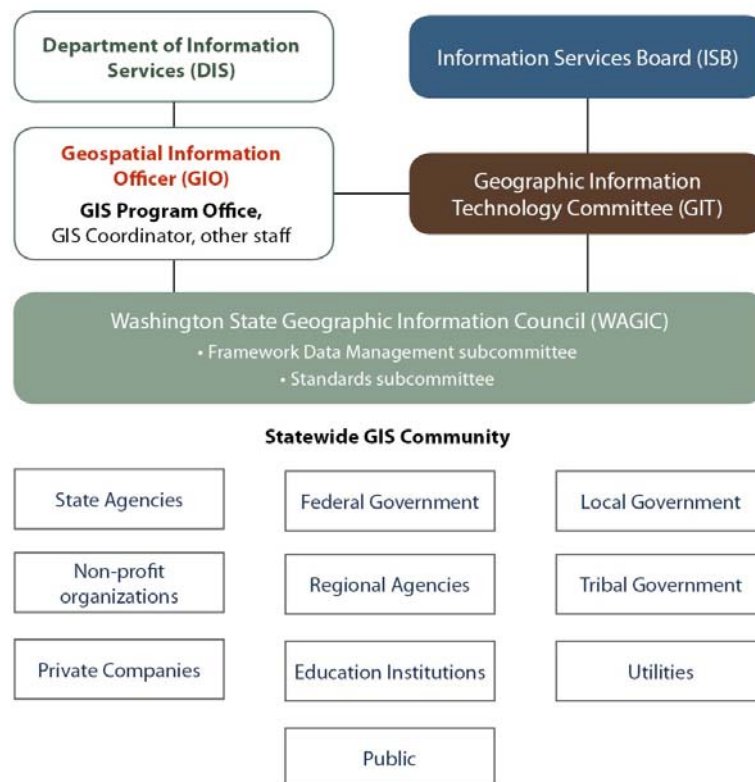 Department of Information
Services (DIS)
Information Services Board (ISB)
Geospatial Information
Officer (GIO)
GIS Program Office,
GIS Coordinator, other staff
Geographic Information
Technology Committee (GIT)
Washington State Geographic Information Council (WAGIC)
• Framework Data Management subcommittee
• Standards subcommittee
Statewide GIS Community
State Agencies
Federal Government
Local Government
Non-profit
organizations
Regional Agencies
Tribal Government
Private Companies
Education Institutions
Utilities
Public